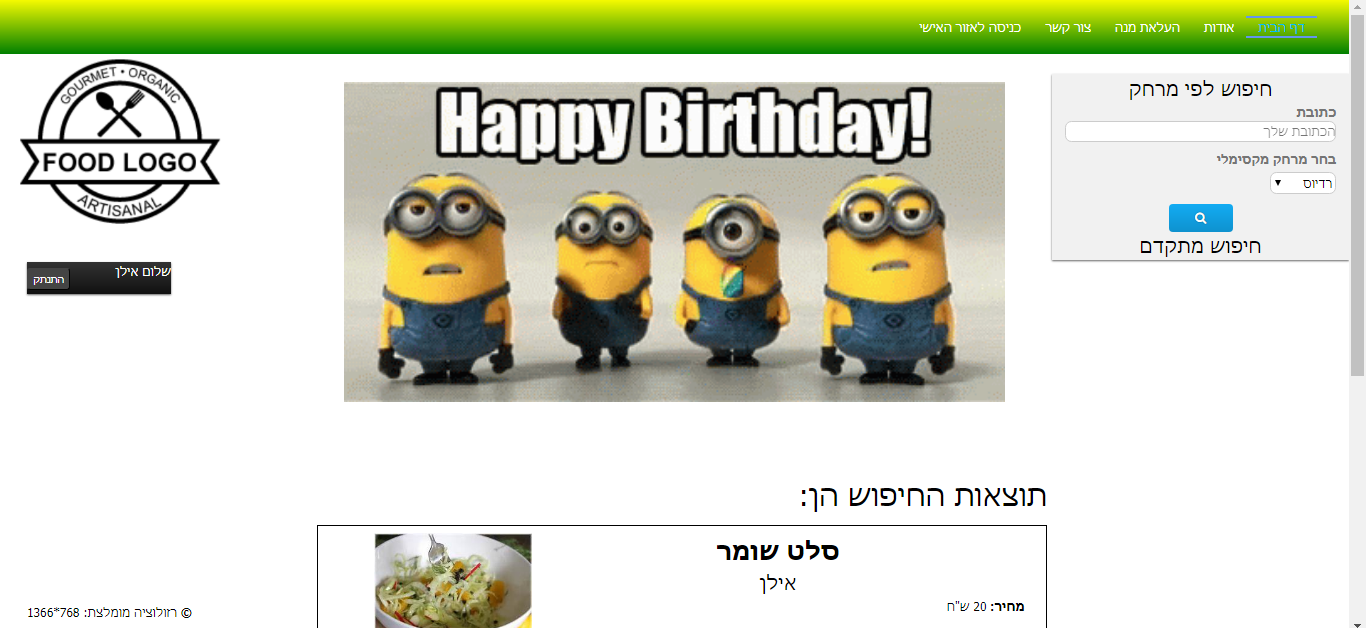 דף הבית
אודות
העלאת מנה
צור קשר
כניסה לאזור האישי
GOURMET • ORGANIC
FOOD LOGO
ARTISANAL
Happy Birthday!
חיפוש לפי מרחק
כתובת
הכתובת שלך
בחר מרחק מקסימלי
רדיוס
חיפוש מתקדם
שלום אילן
התנתק
תוצאות החיפוש הן:
סלט שומר
אילן
מחיר: 20 ש"ח
© רזולוציה מומלצת: 768*1366